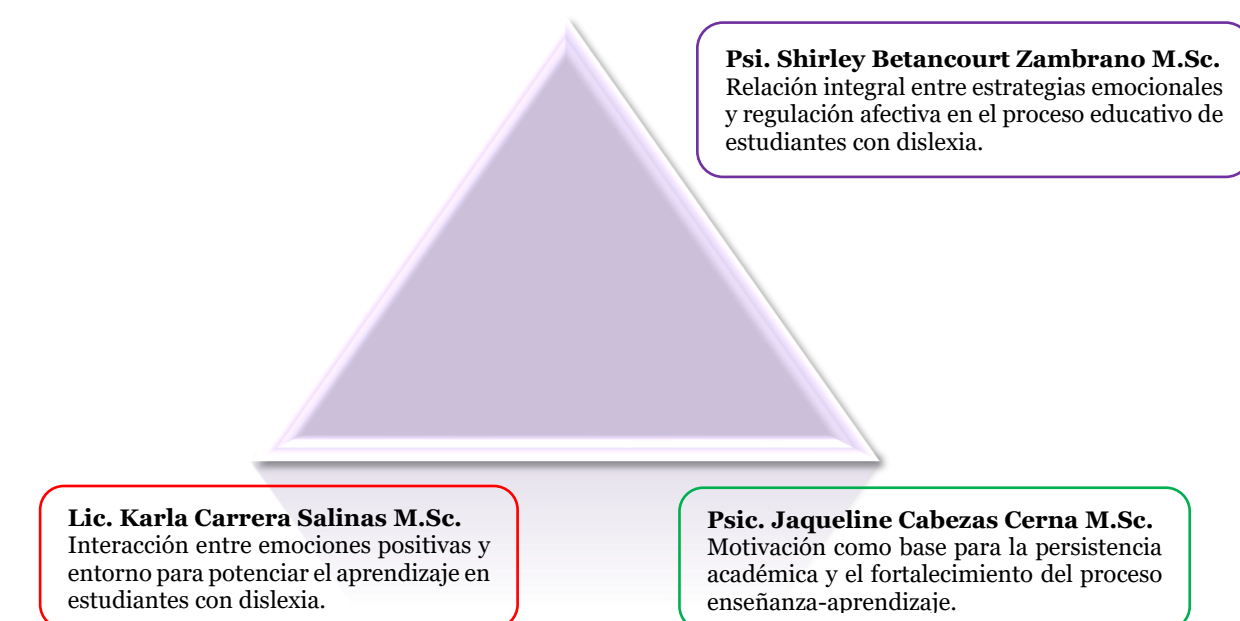 Psi. Shirley Betancourt Zambrano M.Sc.
Relación integral entre estrategias emocionales
y regulación afectiva en el proceso educativo de
estudiantes con dislexia.
Lic. Karla Carrera Salinas M.Sc.
Interacción entre emociones positivas y
entorno para potenciar el aprendizaje en
estudiantes con dislexia.
Psic. Jaqueline Cabezas Cerna M.Sc.
Motivación como base para la persistencia
académica y el fortalecimiento del proceso
enseñanza-aprendizaje.